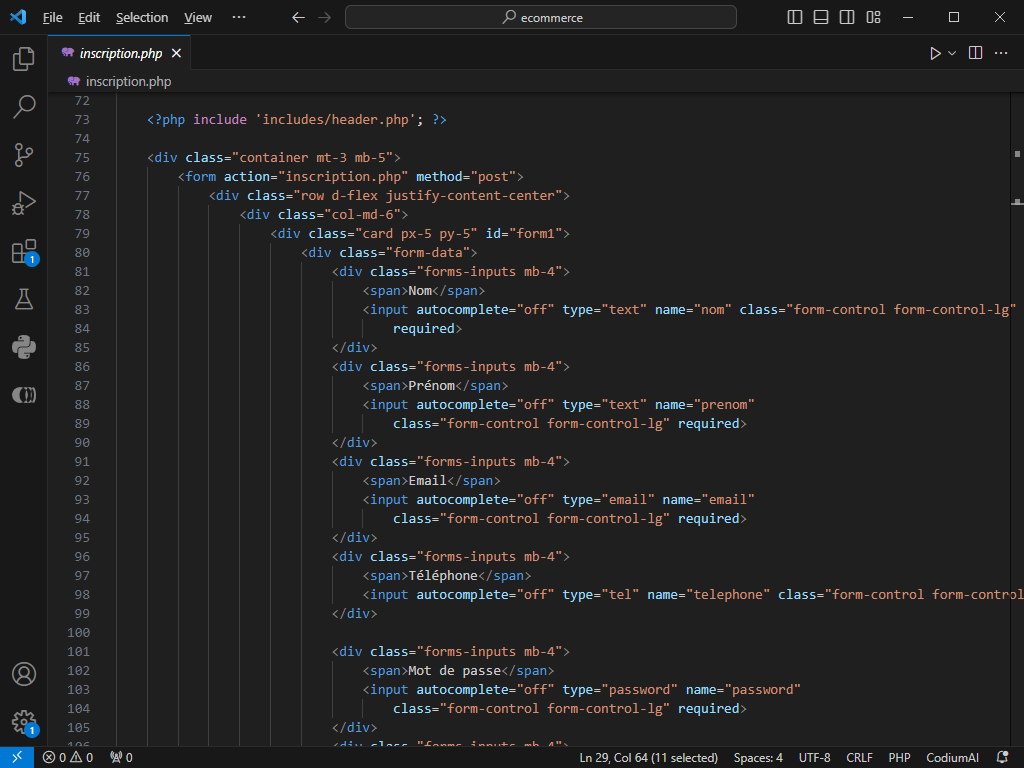 File Edit Selection View ··· ecommerce
inscription.php
inscription.php
72
73 <?php include 'includes/header.php'; ?>
74
75 <div class="container mt-3 mb-5">
76 <form action="inscription.php" method="post">
77 <div class="row d-flex justify-content-center">
78 <div class="col-md-6">
79 <div class="card px-5 py-5" id="form1">
80 <div class="form-data">
81 <div class="forms-inputs mb-4">
82 <span>Nom</span>
83 <input autocomplete="off" type="text" name="nom" class="form-control form-control-lg"
84 required>
85 </div>
86 <div class="forms-inputs mb-4">
87 <span>Prénom</span>
88 <input autocomplete="off" type="text" name="prenom"
89 class="form-control form-control-lg" required>
90 </div>
91 <div class="forms-inputs mb-4">
92 <span>Email</span>
93 <input autocomplete="off" type="email" name="email"
94 class="form-control form-control-lg" required>
95 </div>
96 <div class="forms-inputs mb-4">
97 <span>Téléphone</span>
98 <input autocomplete="off" type="tel" name="telephone" class="form-control form-control
99 </div>
100
101 <div class="forms-inputs mb-4">
102 <span>Mot de passe</span>
103 <input autocomplete="off" type="password" name="password"
104 class="form-control form-control-lg" required>
105 </div>
106 <div class="forms-inputs mb-4">
1
1
0 0 0 Ln 29, Col 64 (11 selected) Spaces: 4 UTF-8 CRLF PHP CodiumAI